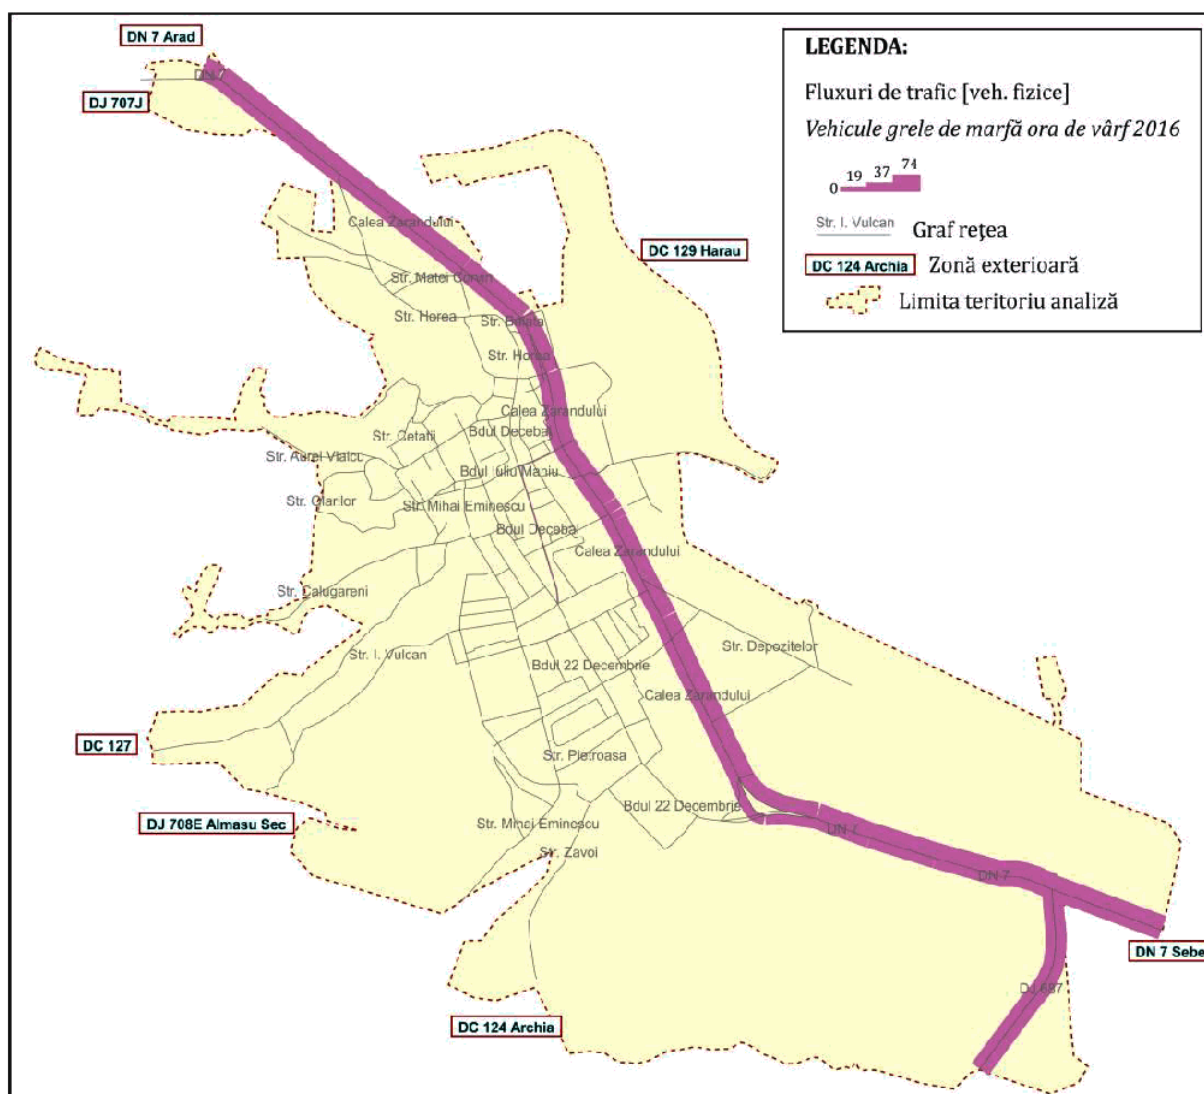 DN 7 Arad
DN 7
DJ 707J
LEGENDA:
Fluxuri de trafic [veh. fizice]
Vehicule grele de marfă ora de vârf 2016
0 19 37 74
Str. I. Vulcan Graf rețea
DC 124 Archia Zonă exterioară
Limita teritoriu analiză
Calea Zarandului
DC 129 Harau
Str. Matei Corvin
Str. Horea
Str. Horea
Calea Zarandului
Str. Cetatii
Bdul Decebal
Str. Aurel Vlaicu
Bdul Iuliu Maniu
Str. Olarilor
Str. Mihai Eminescu
Bdul Decebal
Calea Zarandului
Str. Calugareni
Str. I. Vulcan
Str. Depozitelor
Bdul 22 Decembrie
Calea Zarandului
DC 127
Str. Pietroasa
Bdul 22 Decembrie
DJ 708E Almasu Sec
Str. Mihai Eminescu
DN 7
Str. Zavoi
DN 7
DN 7 Sebe
DJ 687
DC 124 Archia